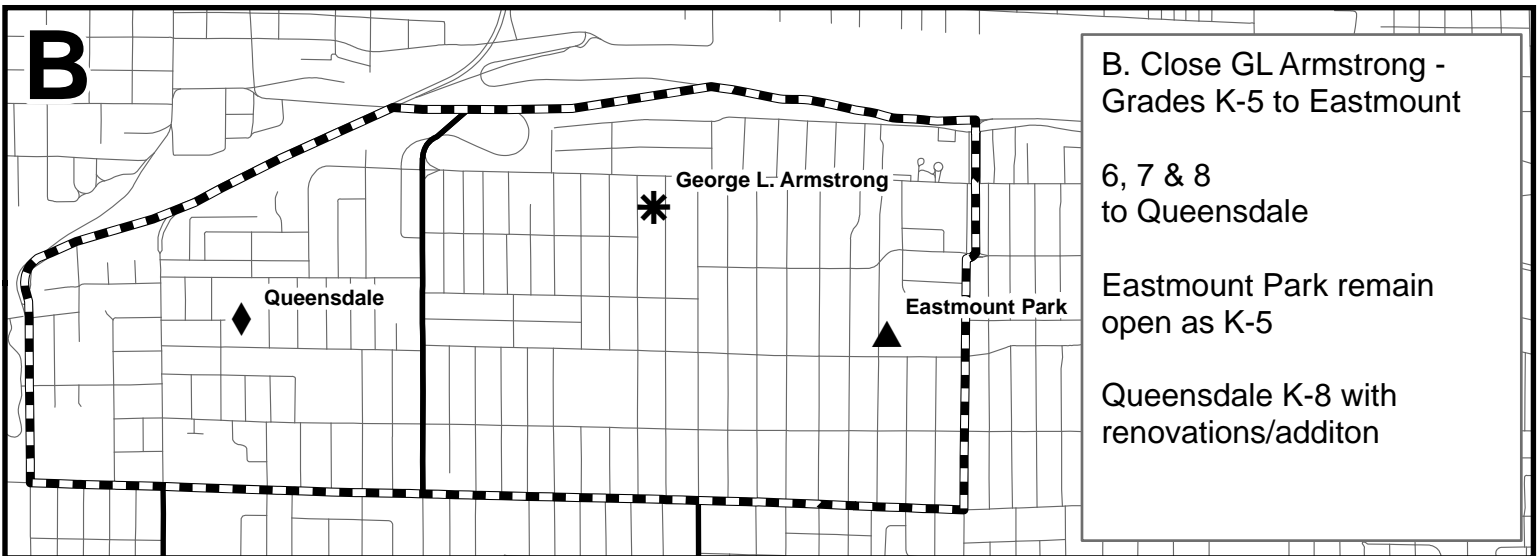 B
George L. Armstrong
Queensdale
Eastmount Park
B. Close GL Armstrong -
Grades K-5 to Eastmount
6, 7 & 8
to Queensdale
Eastmount Park remain
open as K-5
Queensdale K-8 with
renovations/additon